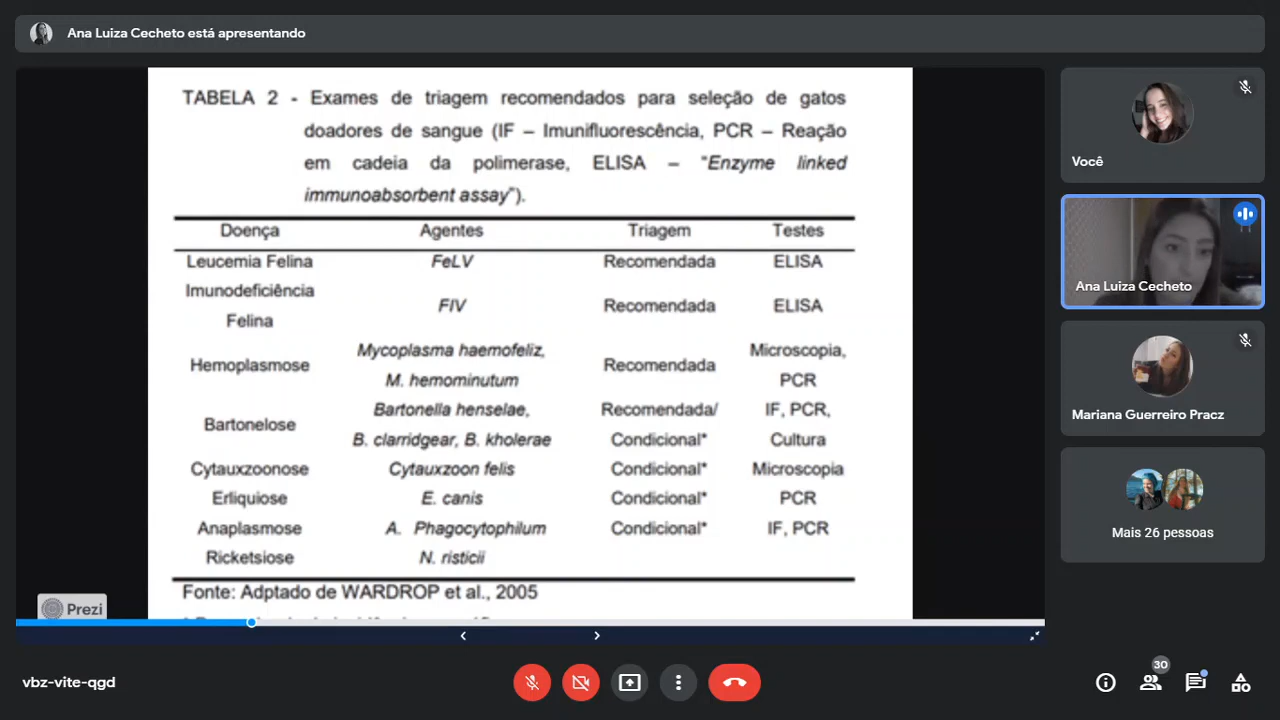 Ana Luiza Cecheto está apresentando
TABELA 2 - Exames de triagem recomendados para seleção de gatos
doadores de sangue (IF – Imunifluorescência, PCR – Reação
em cadeia da polimerase, ELISA – "Enzyme linked
immunoabsorbent assay").
Doença Agentes Triagem Testes
Leucemia Felina FeLV Recomendada ELISA
Imunodeficiência
Felina
FIV Recomendada ELISA
Hemoplasmose
Mycoplasma haemofeliz,
M. hemominutum
Recomendada
Microscopia,
PCR
Bartonelose
Bartonella henselae,
B. clarridgear, B. kholerae
Recomendada/
Condicional*
IF, PCR,
Cultura
Cytauxzoonose Cytauxzoon felis Condicional* Microscopia
Erliquiose E. canis Condicional* PCR
Anaplasmose A. Phagocytophilum Condicional* IF, PCR
Ricketsiose N. risticii
Fonte: Adptado de WARDROP et al., 2005
Prezi
Você
Ana Luiza Cecheto
Mariana Guerreiro Pracz
Mais 26 pessoas
vbz-vite-qgd
30